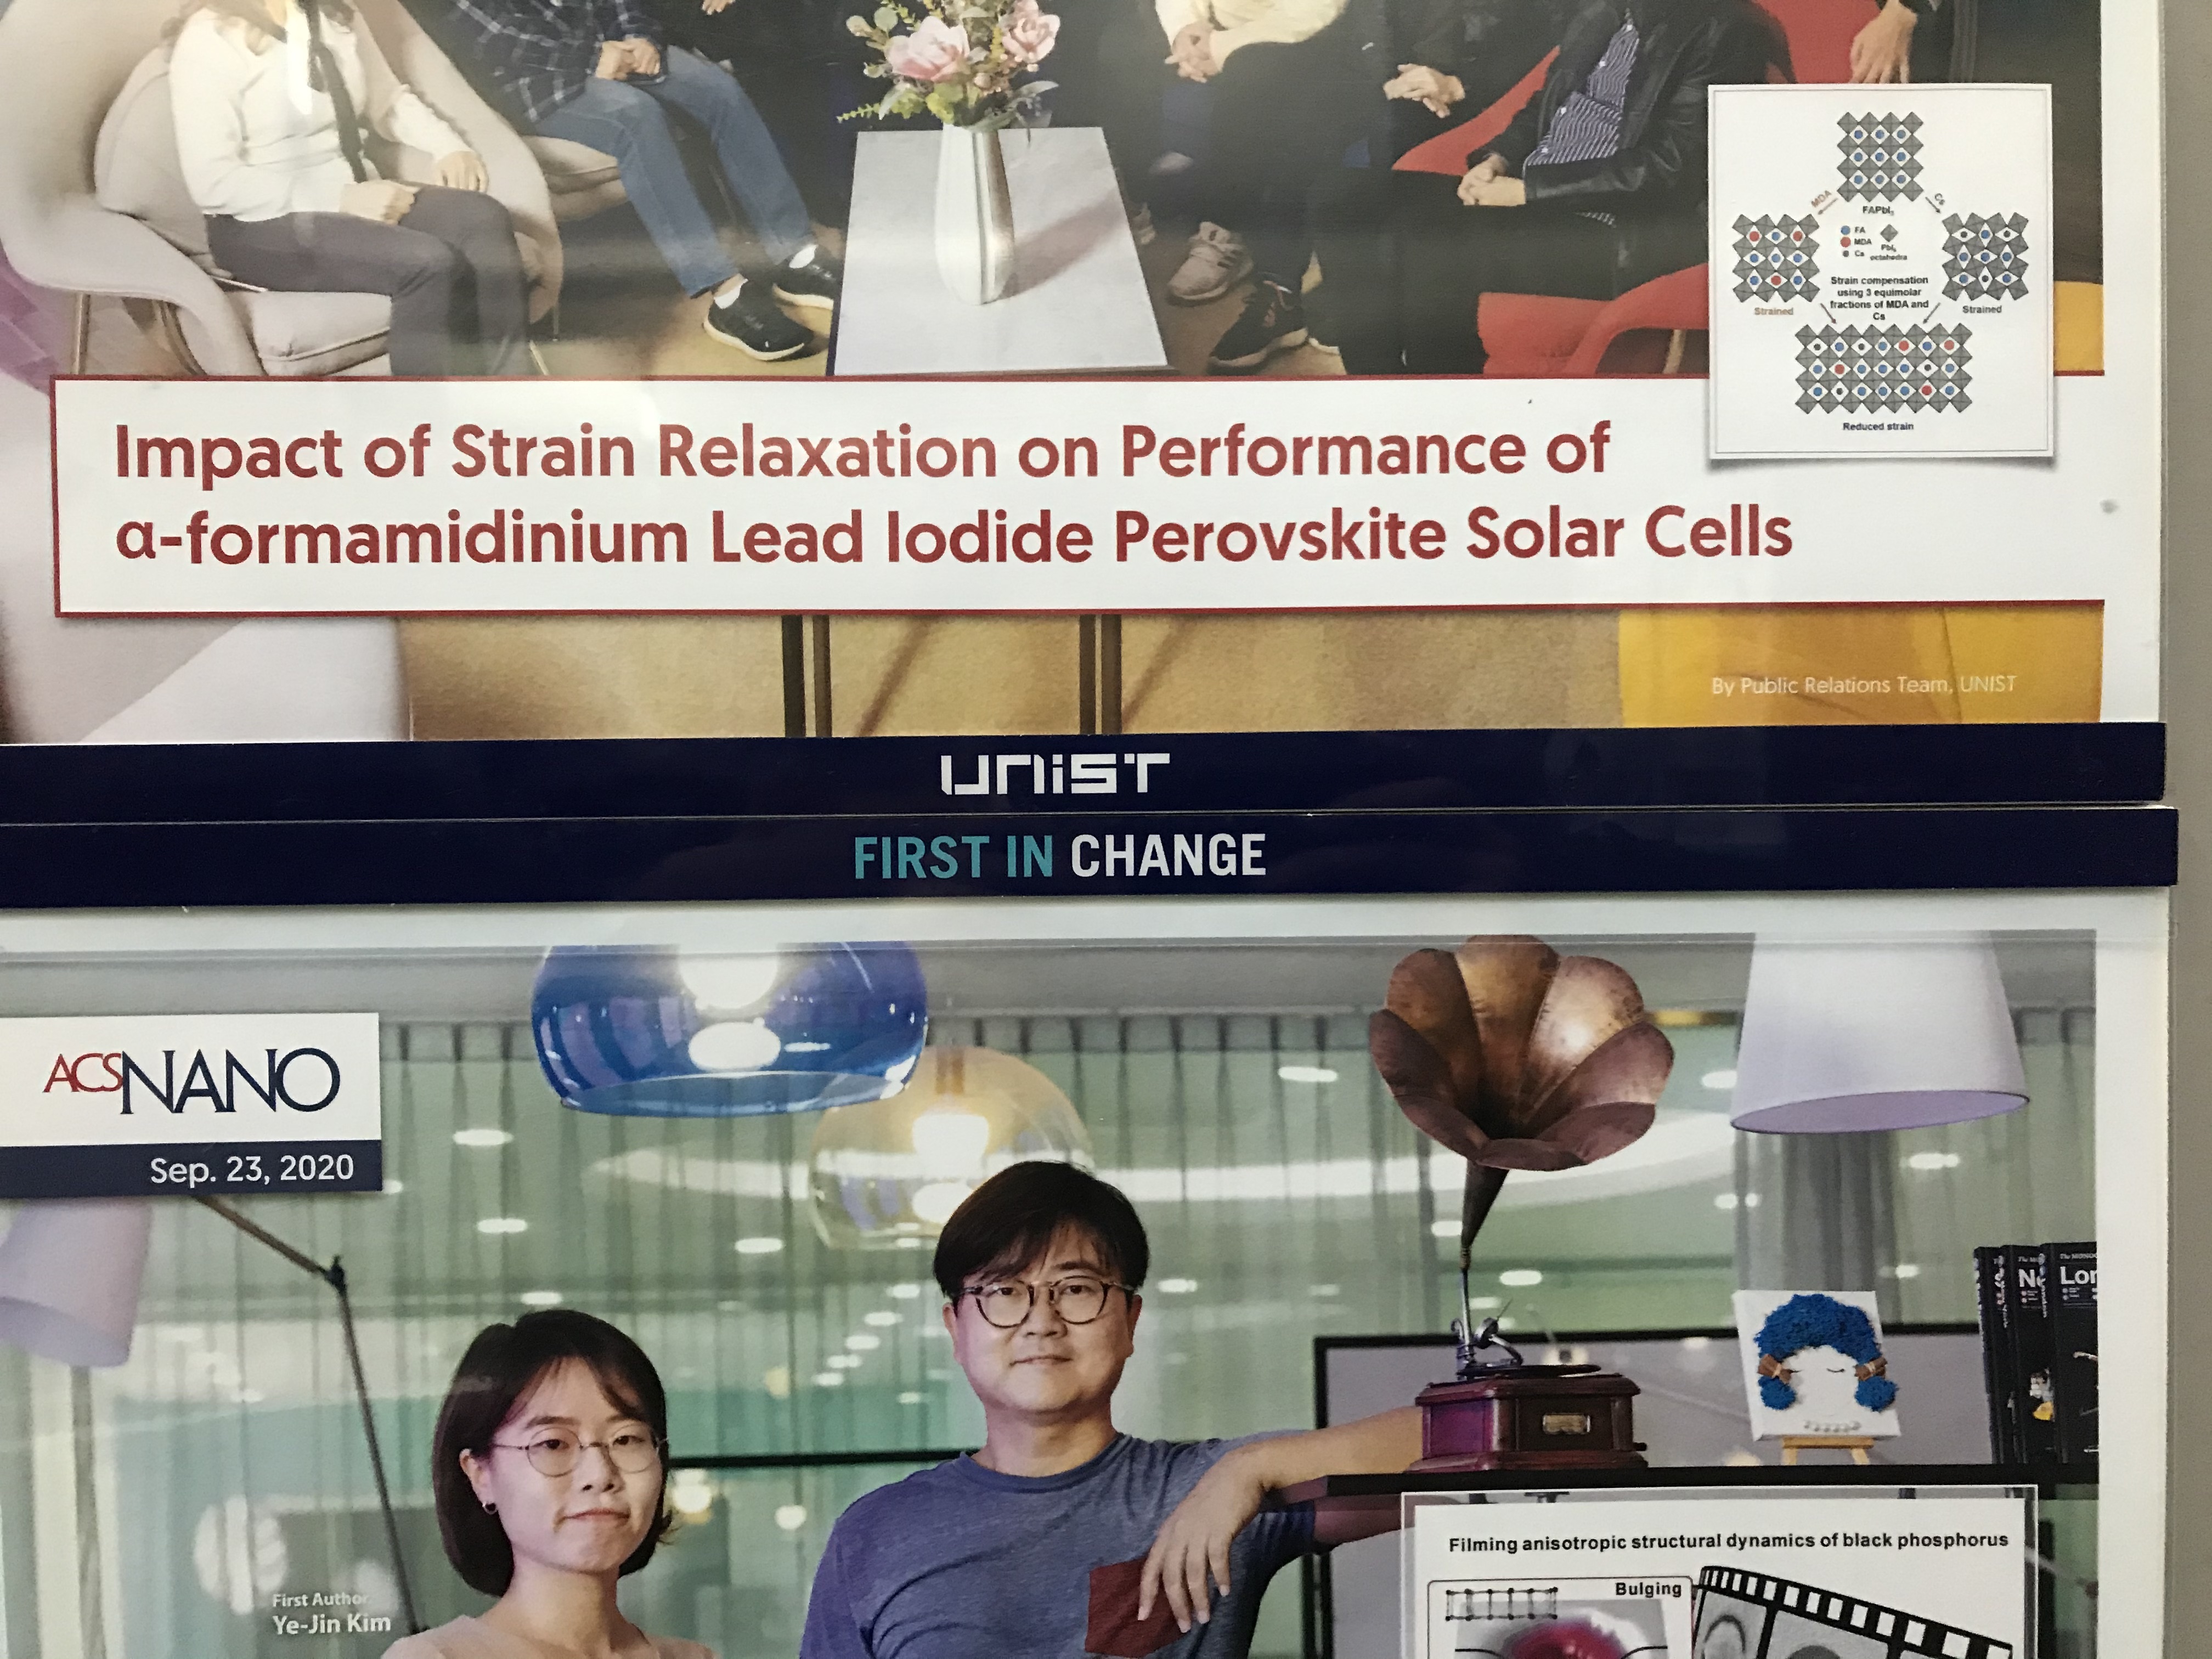 FAPbI3
MDA
Cs
FA
MDA
Cs
PbI6
octahedra
Strain compensation
using 3 equimolar
fractions of MDA and
Cs
Strained
Strained
Reduced strain
Impact of Strain Relaxation on Performance of
α-formamidinium Lead Iodide Perovskite Solar Cells
By Public Relations Team, UNIST
UNIST
FIRST IN CHANGE
ACSNANO
Sep. 23, 2020
First Author
Ye-Jin Kim
Filming anisotropic structural dynamics of black phosphorus
Bulging